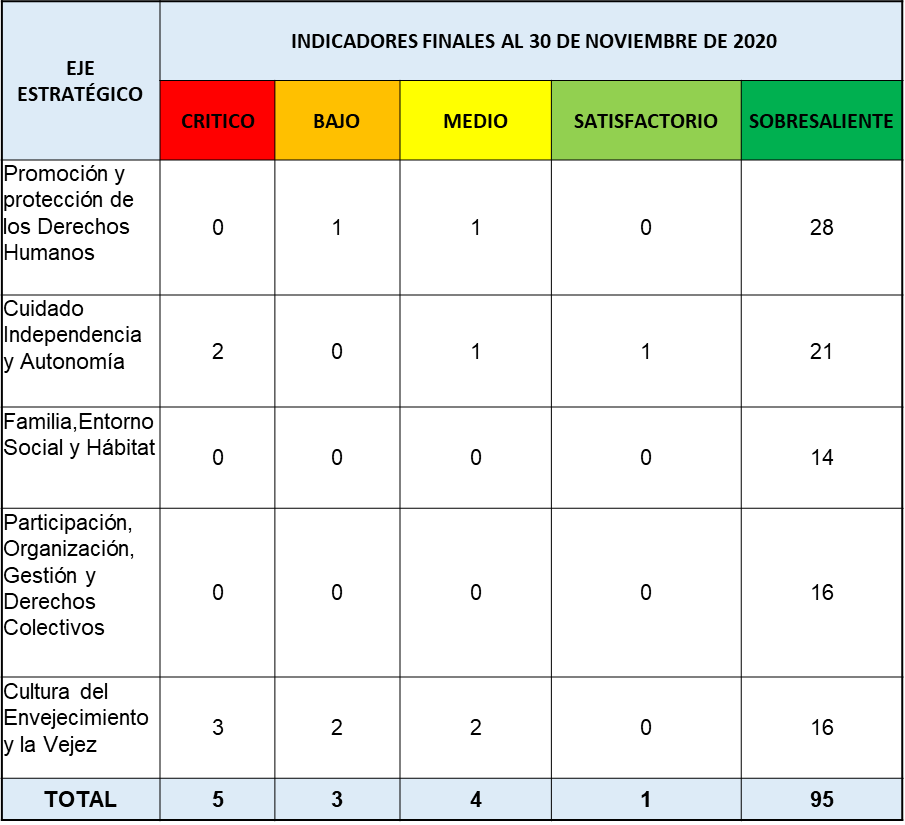 EJE
ESTRATÉGICO
INDICADORES FINALES AL 30 DE NOVIEMBRE DE 2020
CRITICO BAJO MEDIO SATISFACTORIO SOBRESALIENTE
Promoción y
protección de
los Derechos
Humanos
0 1 1 0 28
Cuidado
Independencia
y Autonomía
2 0 1 1 21
Familia,Entorno
Social y Hábitat
0 0 0 0 14
Participación,
Organización,
Gestión y
Derechos
Colectivos
0 0 0 0 16
Cultura del
Envejecimiento
y la Vejez
3 2 2 0 16
TOTAL 5 3 4 1 95